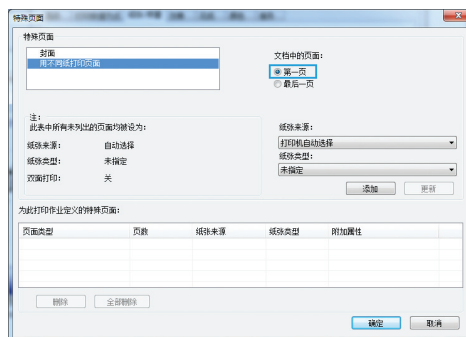 特殊页面
特殊页面
封面
用不同纸打印页面
文档中的页面:
第一页
最后一页
注:
此表中所有未列出的页面均被设为:
纸张来源: 自动选择
纸张类型: 未指定
双面打印: 关
纸张来源:
打印机自动选择
纸张类型:
未指定
添加 更新
为此打印作业定义的特殊页面:
页面类型 页数 纸张来源 纸张类型 附加属性
删除 全部删除
确定 取消